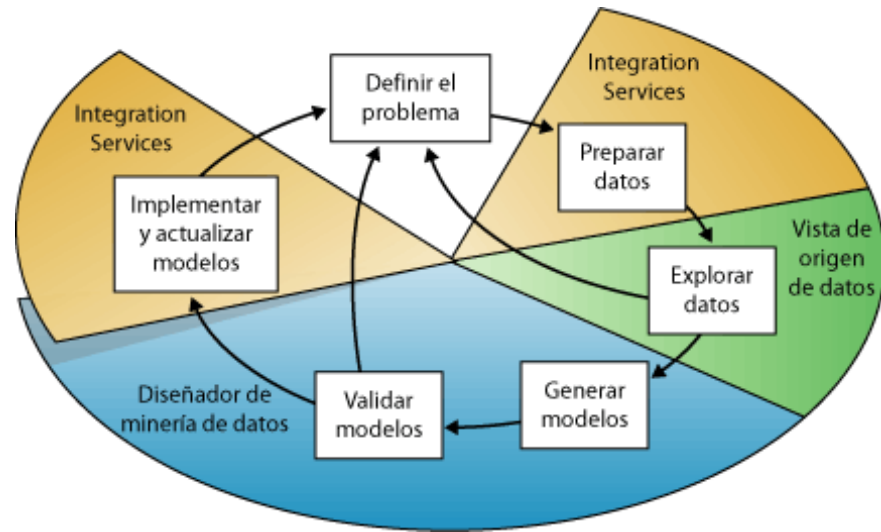 Definir el
problema
Integration
Services
Preparar
datos
Vista de
origen
de datos
Explorar
datos
Generar
modelos
Validar
modelos
Diseñador de
minería de datos
Implementar
y actualizar
modelos
Integration
Services